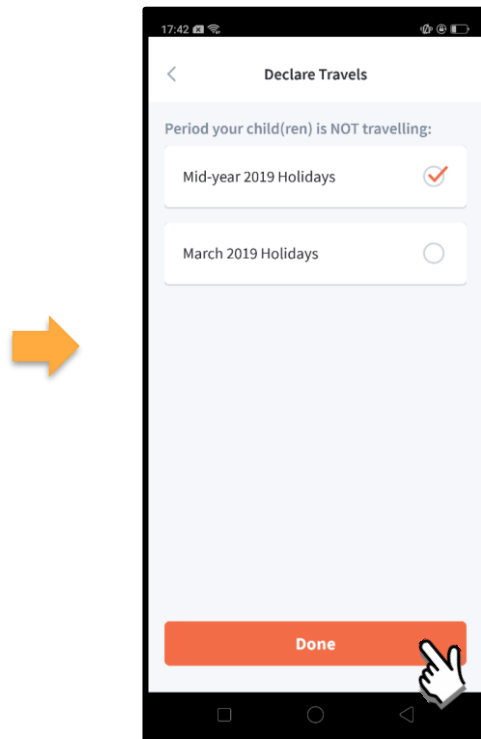 17:42
Declare Travels
Period your child(ren) is NOT travelling:
Mid-year 2019 Holidays
March 2019 Holidays
Done